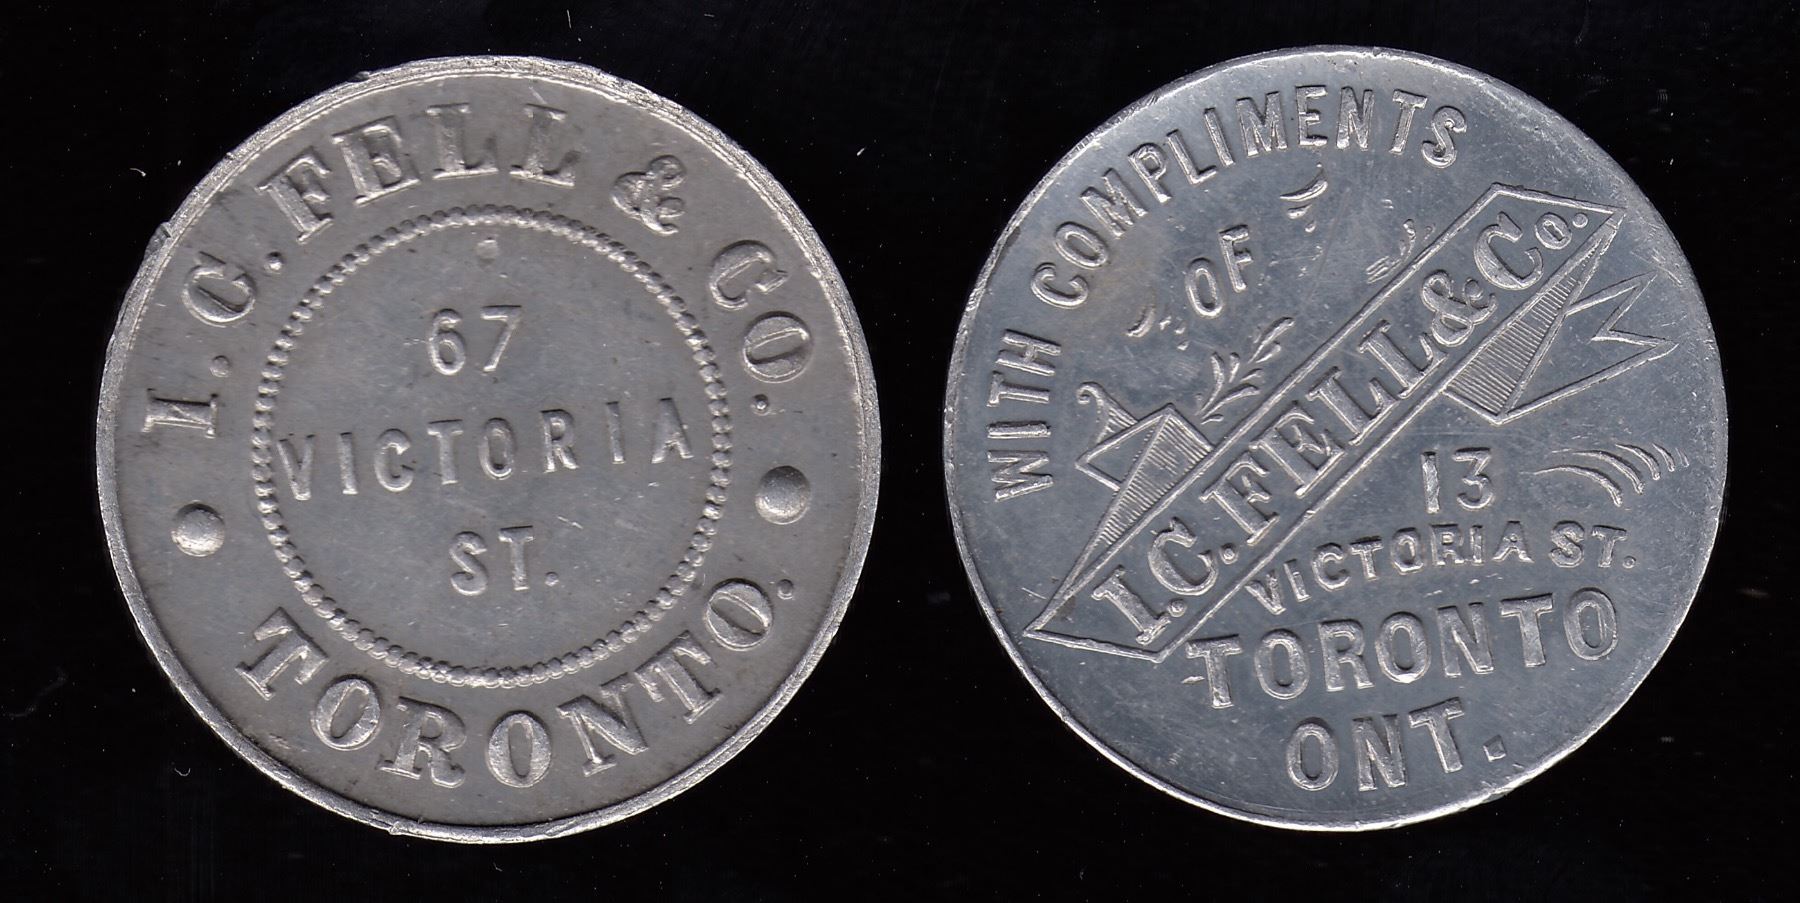 I.C. FELL & CO.
67
VICTORIA
ST.
TORONTO.
WITH COMPLIMENTS
OF
I.C. FELL & Co.
13
VICTORIA ST.
TORONTO
ONT.